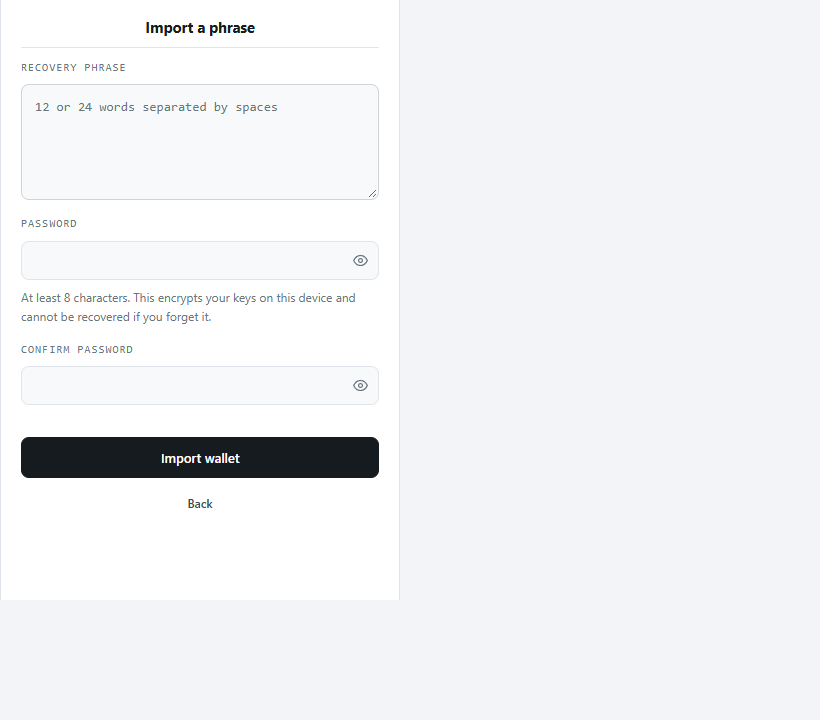 Import a phrase
RECOVERY PHRASE
12 or 24 words separated by spaces
PASSWORD
At least 8 characters. This encrypts your keys on this device and
cannot be recovered if you forget it.
CONFIRM PASSWORD
Import wallet
Back